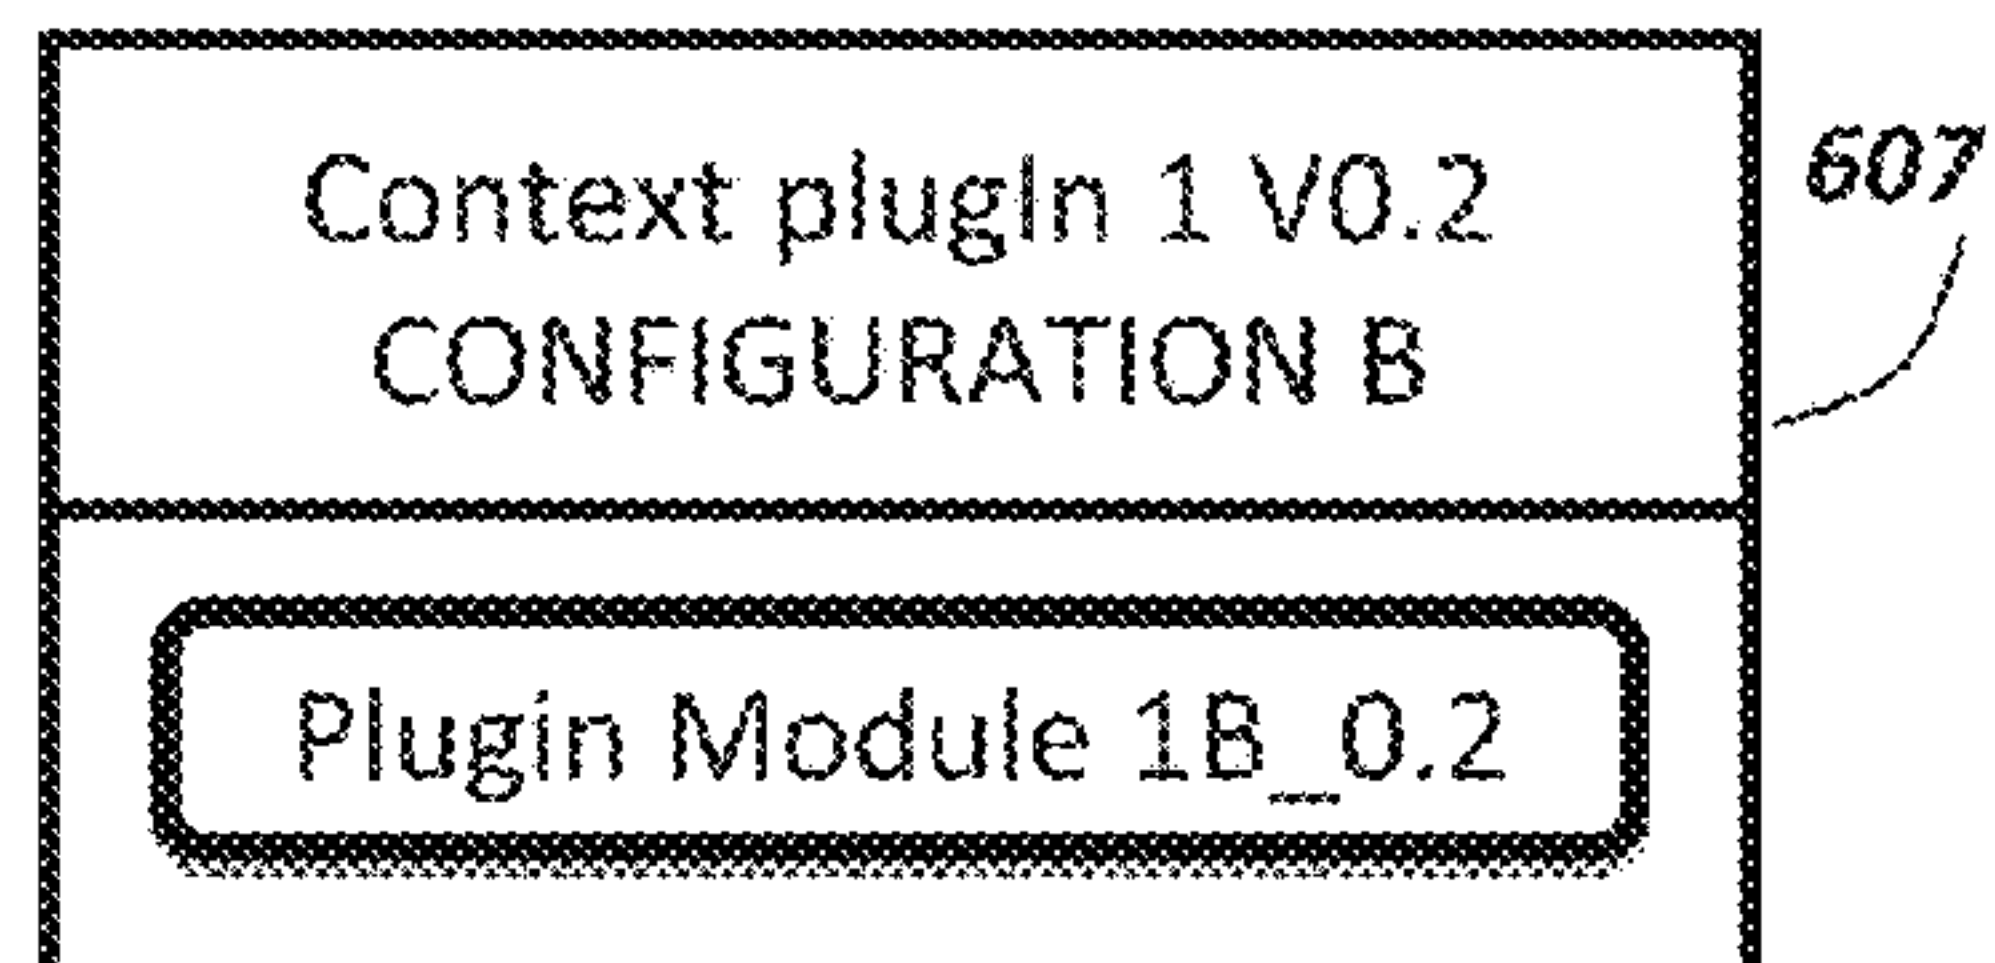 Context plugIn 1 V0.2
607
CONFIGURATION B
Plugin Module 1B_0.2